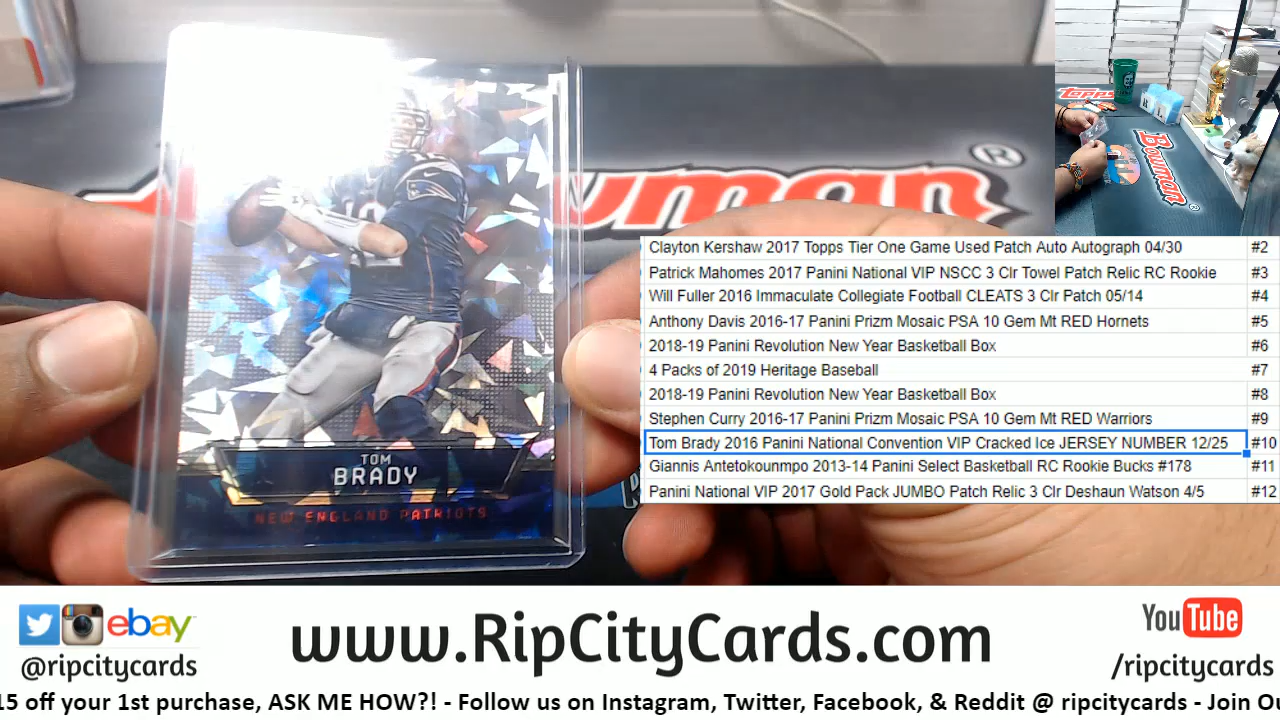 TOM
BRADY
NEW ENGLAND PATRIOTS
uman ®
topps
Bowman ®
Clayton Kershaw 2017 Topps Tier One Game Used Patch Auto Autograph 04/30 #2
Patrick Mahomes 2017 Panini National VIP NSCC 3 Clr Towel Patch Relic RC Rookie #3
Will Fuller 2016 Immaculate Collegiate Football CLEATS 3 Clr Patch 05/14 #4
Anthony Davis 2016-17 Panini Prizm Mosaic PSA 10 Gem Mt RED Hornets #5
2018-19 Panini Revolution New Year Basketball Box #6
4 Packs of 2019 Heritage Baseball #7
2018-19 Panini Revolution New Year Basketball Box #8
Stephen Curry 2016-17 Panini Prizm Mosaic PSA 10 Gem Mt RED Warriors #9
Tom Brady 2016 Panini National Convention VIP Cracked Ice JERSEY NUMBER 12/25 #10
Giannis Antetokounmpo 2013-14 Panini Select Basketball RC Rookie Bucks #178 #11
Panini National VIP 2017 Gold Pack JUMBO Patch Relic 3 Clr Deshaun Watson 4/5 #12
ebay
@ripcitycards
www.RipCityCards.com
YouTube
/ripcitycards
15 off your 1st purchase, ASK ME HOW?! - Follow us on Instagram, Twitter, Facebook, & Reddit @ ripcitycards - Join Ou